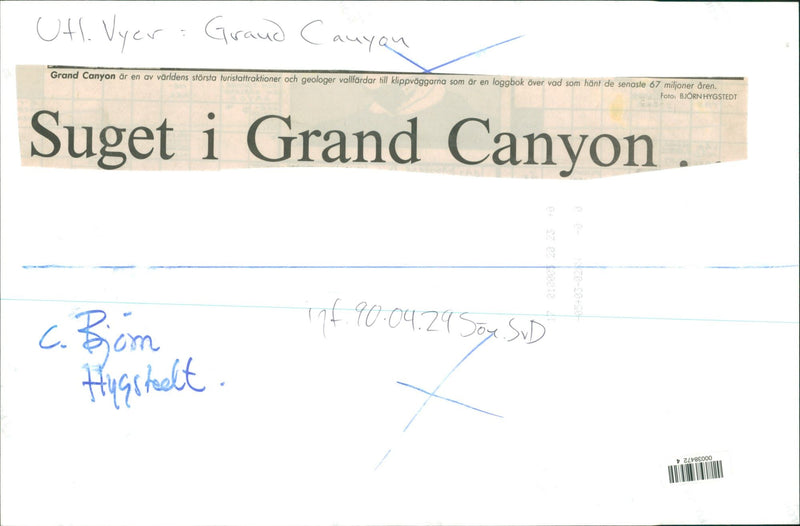 Utl. Vyer : Grand Canyon
Grand Canyon är en av världens största turistattraktioner och geologer vallfärdar till klippväggarna som är en loggbok över vad som hänt de senaste 67 miljoner åren.
Foto: BJÖRN HYGSTEDT
Suget i Grand Canyon . .
inf. 90.04.29 Sön. SvD
c. Björn
Hygstedt .
00038472 4